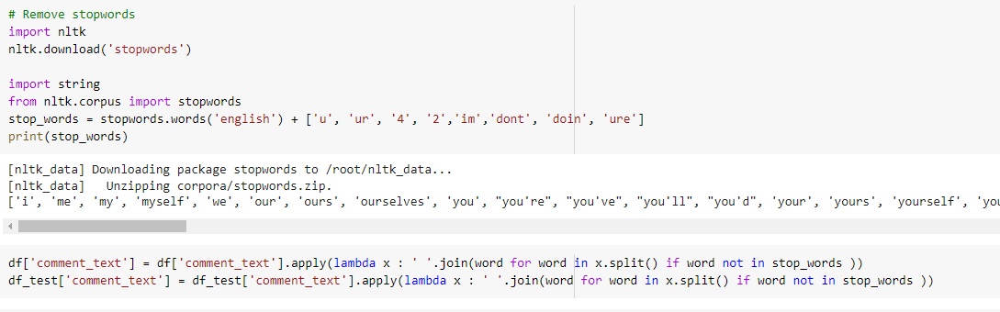 # Remove stopwords
import nltk
nltk.download('stopwords')
import string
from nltk.corpus import stopwords
stop_words = stopwords.words('english') + ['u', 'ur', '4', '2','im','dont', 'doin', 'ure']
print(stop_words)
[nltk_data] Downloading package stopwords to /root/nltk_data...
[nltk_data]   Unzipping corpora/stopwords.zip.
['i', 'me', 'my', 'myself', 'we', 'our', 'ours', 'ourselves', 'you', "you're", "you've", "you'll", "you'd", 'your', 'yours', 'yourself', 'you
df['comment_text'] = df['comment_text'].apply(lambda x : ' '.join(word for word in x.split() if word not in stop_words ))
df_test['comment_text'] = df_test['comment_text'].apply(lambda x : ' '.join(word for word in x.split() if word not in stop_words ))